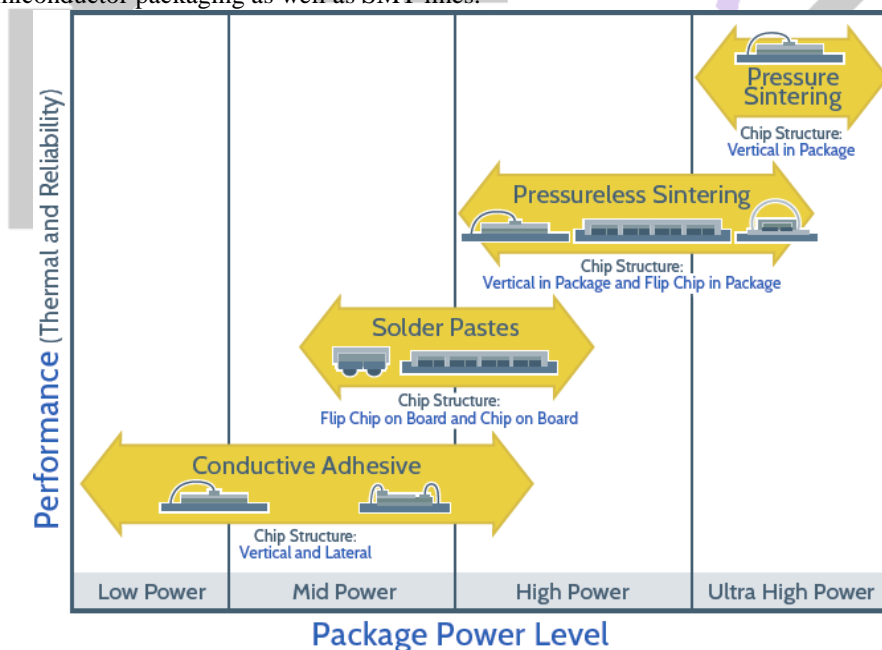 Pressure
Sintering
Chip Structure:
Vertical in Package
Pressureless Sintering
Chip Structure:
Vertical in Package and Flip Chip in Package
Solder Pastes
Chip Structure:
Flip Chip on Board and Chip on Board
Conductive Adhesive
Chip Structure:
Vertical and Lateral
Performance (Thermal and Reliability)
Low Power
Mid Power
High Power
Ultra High Power
Package Power Level